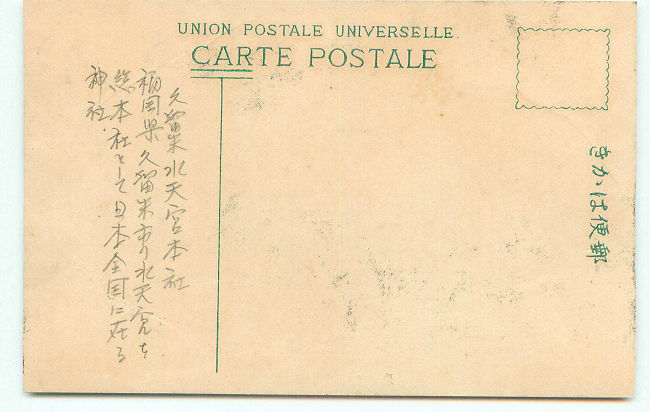 UNION POSTALE UNIVERSELLE.
CARTE POSTALE
きかは便郵
久留米水天宮本社
福岡県久留米市の水天宮を
総本社として日本全国に在る
神社.